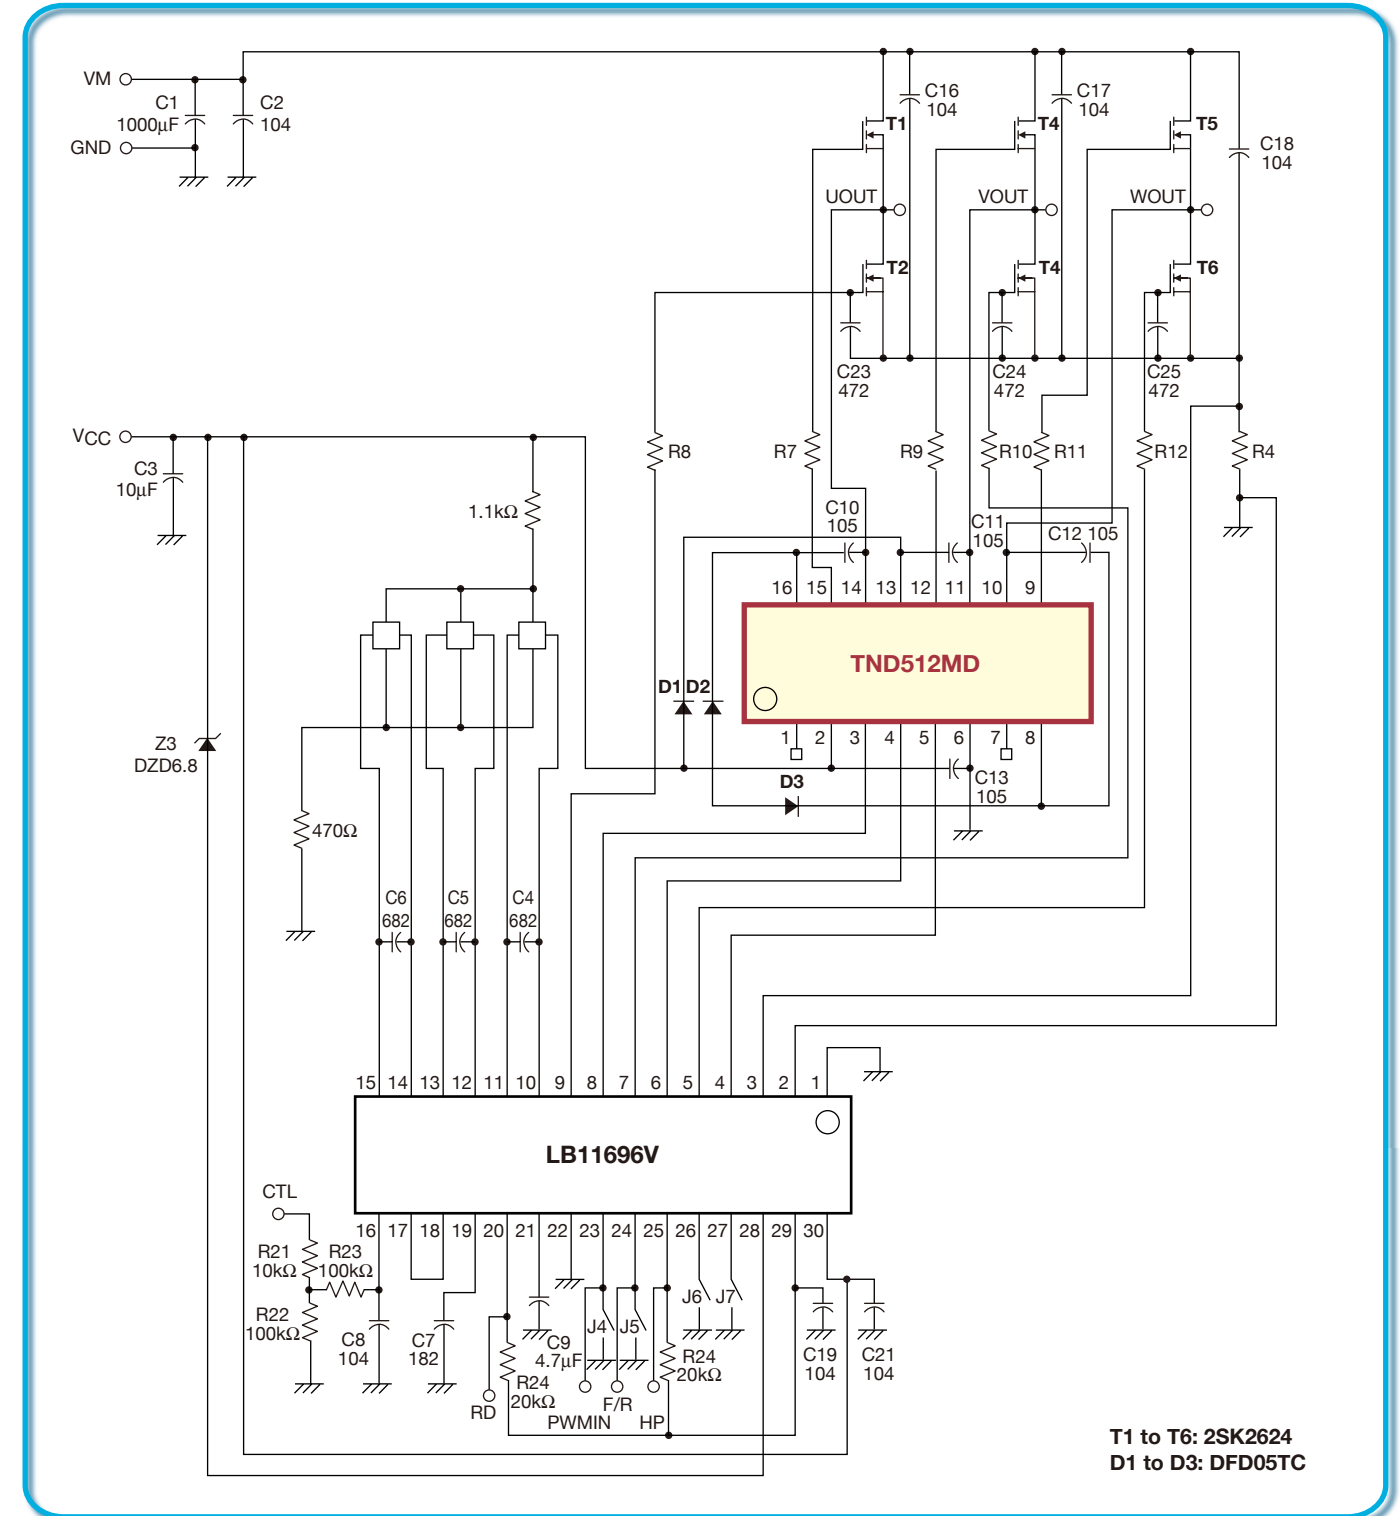 VM
C1
1000μF
C2
104
GND
C16
104
C17
104
T1
T4
T5
C18
104
UOUT
VOUT
WOUT
T2
T4
T6
C23
472
C24
472
C25
472
VCC
C3
10μF
R8
R7
R9
R10
R11
R12
R4
1.1kΩ
C10
105
C11
105
C12 105
16 15 14 13 12 11 10 9
TND512MD
D1 D2
1 2 3 4 5 6 7 8
Z3
DZD6.8
D3
C13
105
470Ω
C6
682
C5
682
C4
682
15 14 13 12 11 10 9 8 7 6 5 4 3 2 1
LB11696V
CTL
16 17 18 19 20 21 22 23 24 25 26 27 28 29 30
R21
10kΩ
R23
100kΩ
R22
100kΩ
C8
104
C7
182
RD
R24
20kΩ
C9
4.7μF
J4
J5
PWMIN
F/R
HP
R24
20kΩ
J6
J7
C19
104
C21
104
T1 to T6: 2SK2624
D1 to D3: DFD05TC